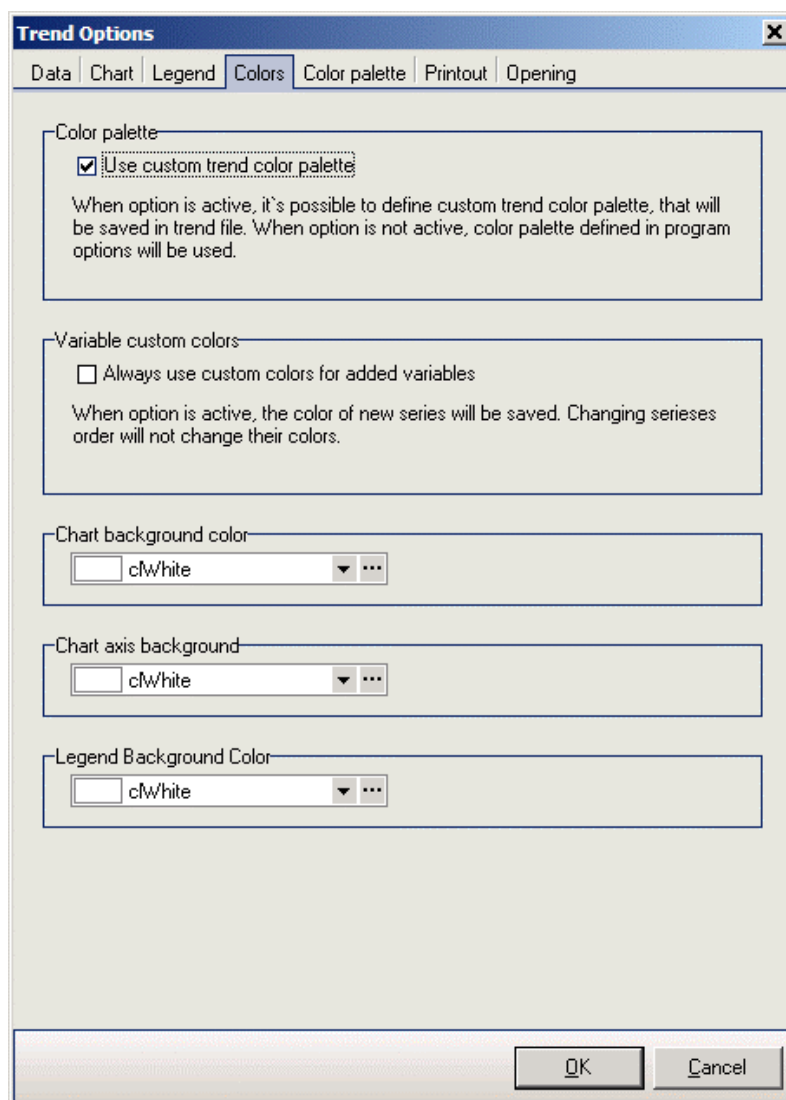 Trend Options
Data Chart Legend Colors Color palette Printout Opening
Color palette
Use custom trend color palette
When option is active, it`s possible to define custom trend color palette, that will
be saved in trend file. When option is not active, color palette defined in program
options will be used.
Variable custom colors
Always use custom colors for added variables
When option is active, the color of new series will be saved. Changing serieses
order will not change their colors.
Chart background color
clWhite
Chart axis background
clWhite
Legend Background Color
clWhite
OK Cancel